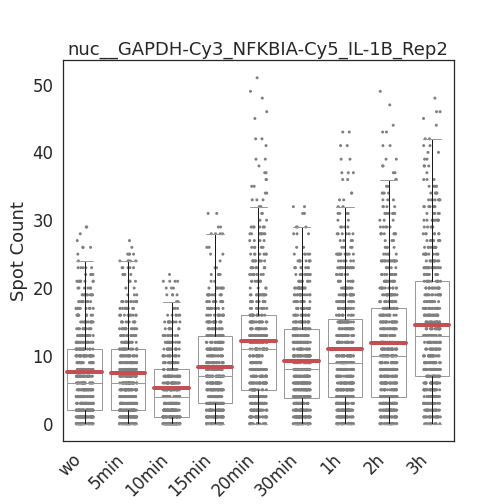 nuc__GAPDH-Cy3_NFKBIA-Cy5_IL-1B_Rep2
Spot Count
50
40
30
20
10
0
wo
5min
10min
15min
20min
30min
1h
2h
3h